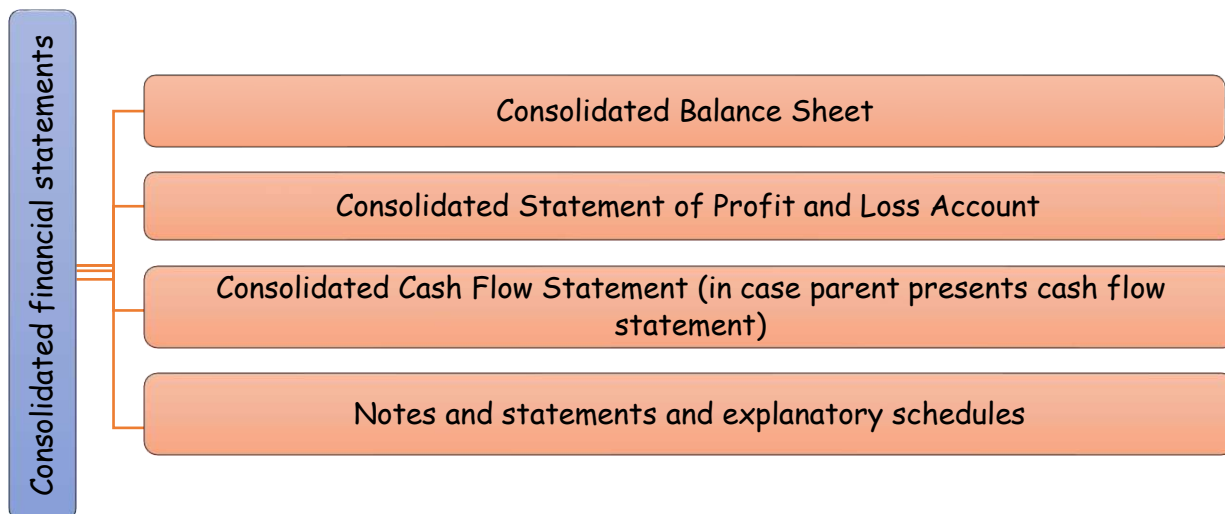 Consolidated financial statements
Consolidated Balance Sheet
Consolidated Statement of Profit and Loss Account
Consolidated Cash Flow Statement (in case parent presents cash flow
statement)
Notes and statements and explanatory schedules